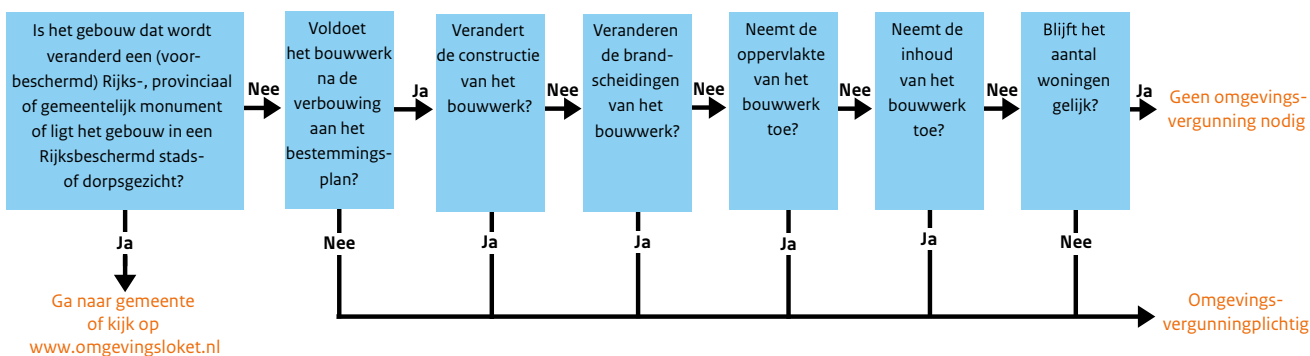 Is het gebouw dat wordt
veranderd een (voor-
beschermd) Rijks-, provinciaal
of gemeentelijk monument
of ligt het gebouw in een
Rijksbeschermd stads-
of dorpsgezicht?
Nee
Ja
Ga naar gemeente
of kijk op
www.omgevingsloket.nl
Voldoet
het bouwwerk
na de
verbouwing
aan het
bestemmings-
plan?
Ja
Nee
Verandert
de constructie
van het
bouwwerk?
Nee
Ja
Veranderen
de brand-
scheidingen
van het
bouwwerk?
Nee
Ja
Neemt de
oppervlakte
van het
bouwwerk
toe?
Nee
Ja
Neemt de
inhoud
van het
bouwwerk
toe?
Nee
Ja
Blijft het
aantal
woningen
gelijk?
Ja
Nee
Geen omgevings-
vergunning nodig
Omgevings-
vergunningplichtig